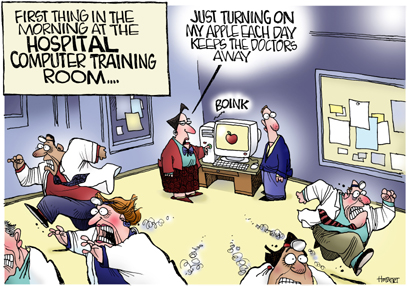 FIRST THING IN THE
MORNING AT THE
HOSPITAL
COMPUTER TRAINING
ROOM....
JUST TURNING ON
MY APPLE EACH DAY
KEEPS THE DOCTORS
AWAY
BOINK